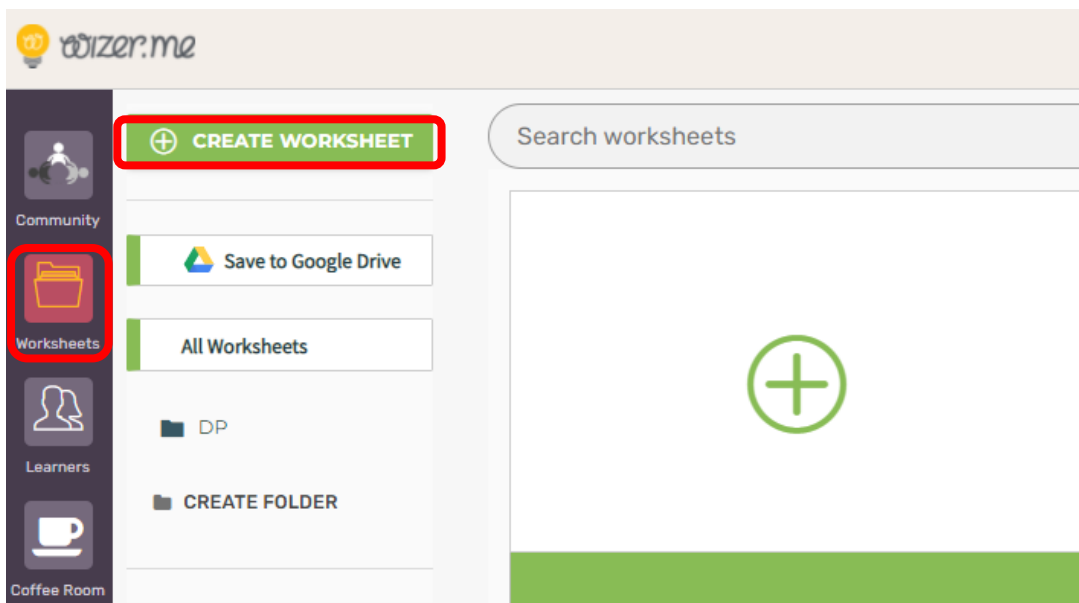 wizer.me
CREATE WORKSHEET
Search worksheets
Community
Save to Google Drive
Worksheets
All Worksheets
DP
Learners
CREATE FOLDER
Coffee Room